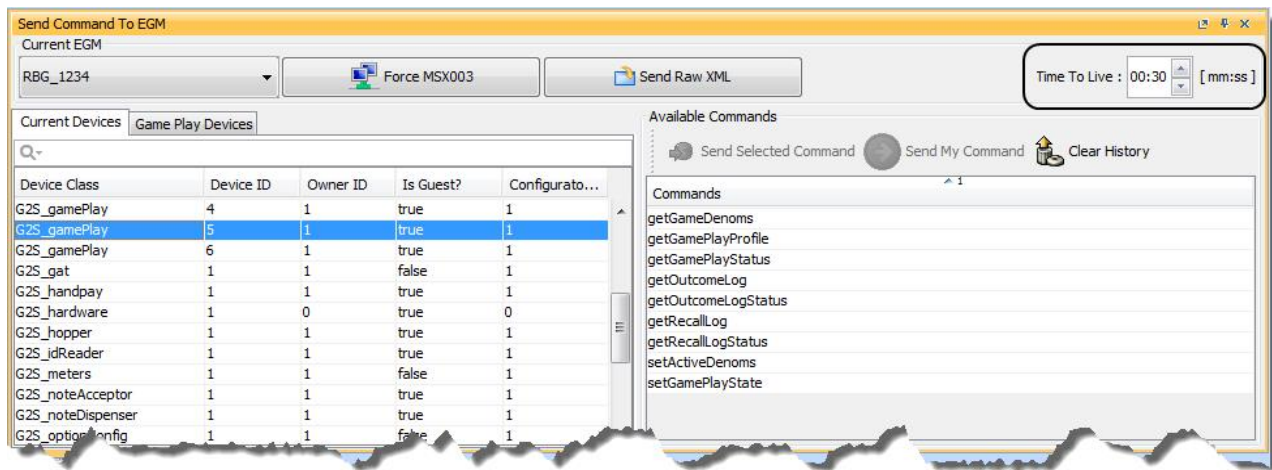 Send Command To EGM
Current EGM
RBG_1234
Force MSX003
Send Raw XML
Time To Live : 00:30 [ mm:ss ]
Current Devices Game Play Devices
Device Class Device ID Owner ID Is Guest? Configurato...
G2S_gamePlay 4 1 true 1
G2S_gamePlay 5 1 true 1
G2S_gamePlay 6 1 true 1
G2S_gat 1 1 false 1
G2S_handpay 1 1 true 1
G2S_hardware 1 0 true 0
G2S_hopper 1 1 true 1
G2S_idReader 1 1 true 1
G2S_meters 1 1 false 1
G2S_noteAcceptor 1 1 true 1
G2S_noteDispenser 1 1 true 1
G2S_optionConfig 1 1 false 1
Available Commands
Send Selected Command Send My Command Clear History
Commands 1
getGameDenoms
getGamePlayProfile
getGamePlayStatus
getOutcomeLog
getOutcomeLogStatus
getRecallLog
getRecallLogStatus
setActiveDenoms
setGamePlayState